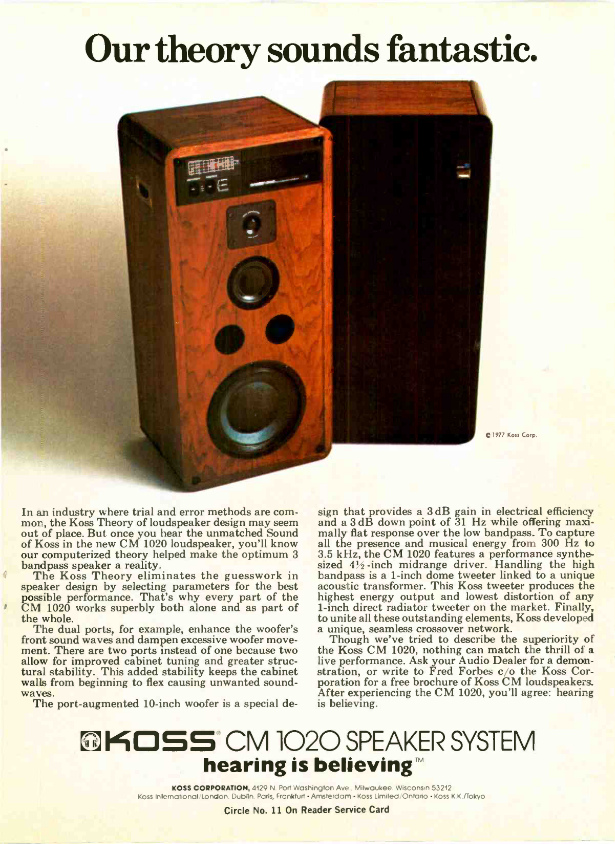 Our theory sounds fantastic.
© 1977 Koss Corp.
In an industry where trial and error methods are com-
mon, the Koss Theory of loudspeaker design may seem
out of place. But once you hear the unmatched Sound
of Koss in the new CM 1020 loudspeaker, you'll know
our computerized theory helped make the optimum 3
bandpass speaker a reality.
The Koss Theory eliminates the guesswork in
speaker design by selecting parameters for the best
possible performance. That's why every part of the
CM 1020 works superbly both alone and as part of
the whole.
The dual ports, for example, enhance the woofer's
front sound waves and dampen excessive woofer move-
ment. There are two ports instead of one because two
allow for improved cabinet tuning and greater struc-
tural stability. This added stability keeps the cabinet
walls from beginning to flex causing unwanted sound-
waves.
The port-augmented 10-inch woofer is a special de-
sign that provides a 3 dB gain in electrical efficiency
and a 3 dB down point of 31 Hz while offering maxi-
mally flat response over the low bandpass. To capture
all the presence and musical energy from 300 Hz to
3.5 kHz, the CM 1020 features a performance synthe-
sized 4½-inch midrange driver. Handling the high
bandpass is a 1-inch dome tweeter linked to a unique
acoustic transformer. This Koss tweeter produces the
highest energy output and lowest distortion of any
1-inch direct radiator tweeter on the market. Finally,
to unite all these outstanding elements, Koss developed
a unique, seamless crossover network.
Though we've tried to describe the superiority of
the Koss CM 1020, nothing can match the thrill of a
live performance. Ask your Audio Dealer for a demon-
stration, or write to Fred Forbes c/o the Koss Cor-
poration for a free brochure of Koss CM loudspeakers.
After experiencing the CM 1020, you'll agree: hearing
is believing.
KOSS® CM 1020 SPEAKER SYSTEM
hearing is believing™
KOSS CORPORATION, 4129 N. Port Washington Ave., Milwaukee, Wisconsin 53212
Koss International/London, Dublin, Paris, Frankfurt • Amsterdam • Koss Limited/Ontario • Koss K.K./Tokyo
Circle No. 11 On Reader Service Card